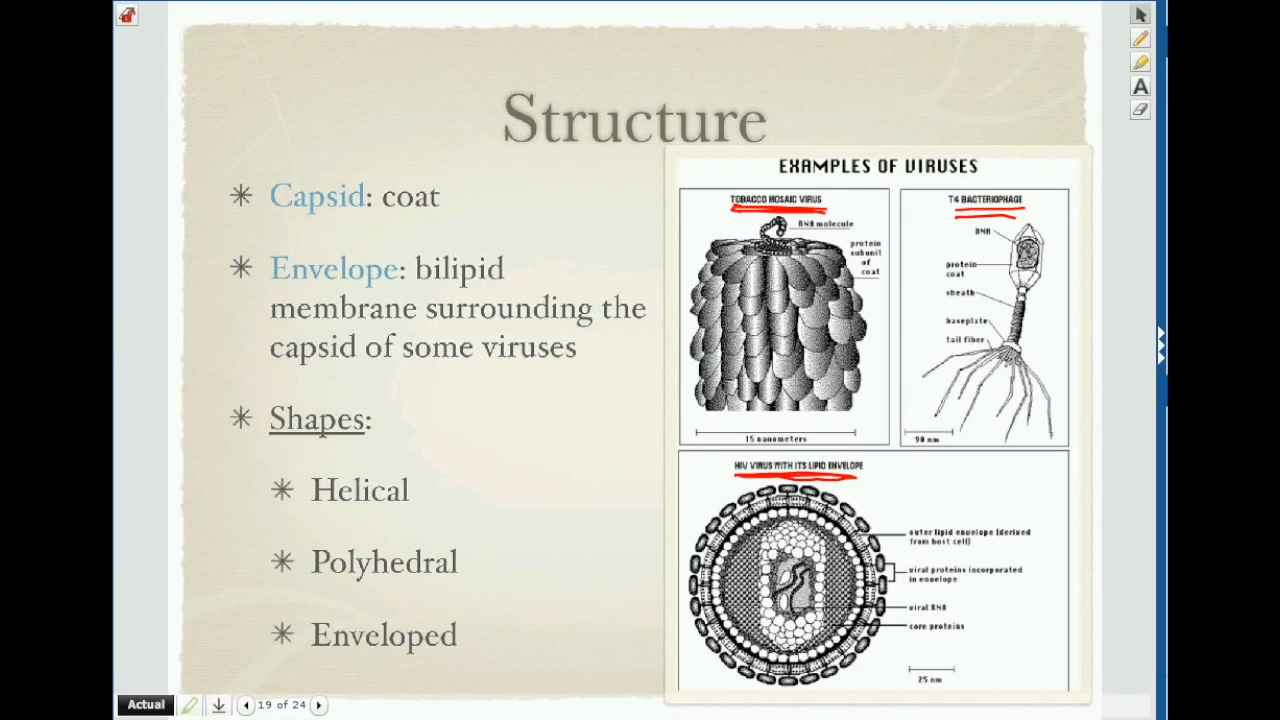 Structure
Capsid: coat
Envelope: bilipid
membrane surrounding the
capsid of some viruses
Shapes:
Helical
Polyhedral
Enveloped
EXAMPLES OF VIRUSES
TOBACCO MOSAIC VIRUS
RNA molecule
protein
subunit
of
coat
15 nanometers
T4 BACTERIOPHAGE
DNA
protein
coat
sheath
baseplate
tail fiber
90 nm
HIV VIRUS WITH ITS LIPID ENVELOPE
outer lipid envelope (derived
from host cell)
viral proteins incorporated
in envelope
viral RNA
core proteins
25 nm
A
Actual
19 of 24